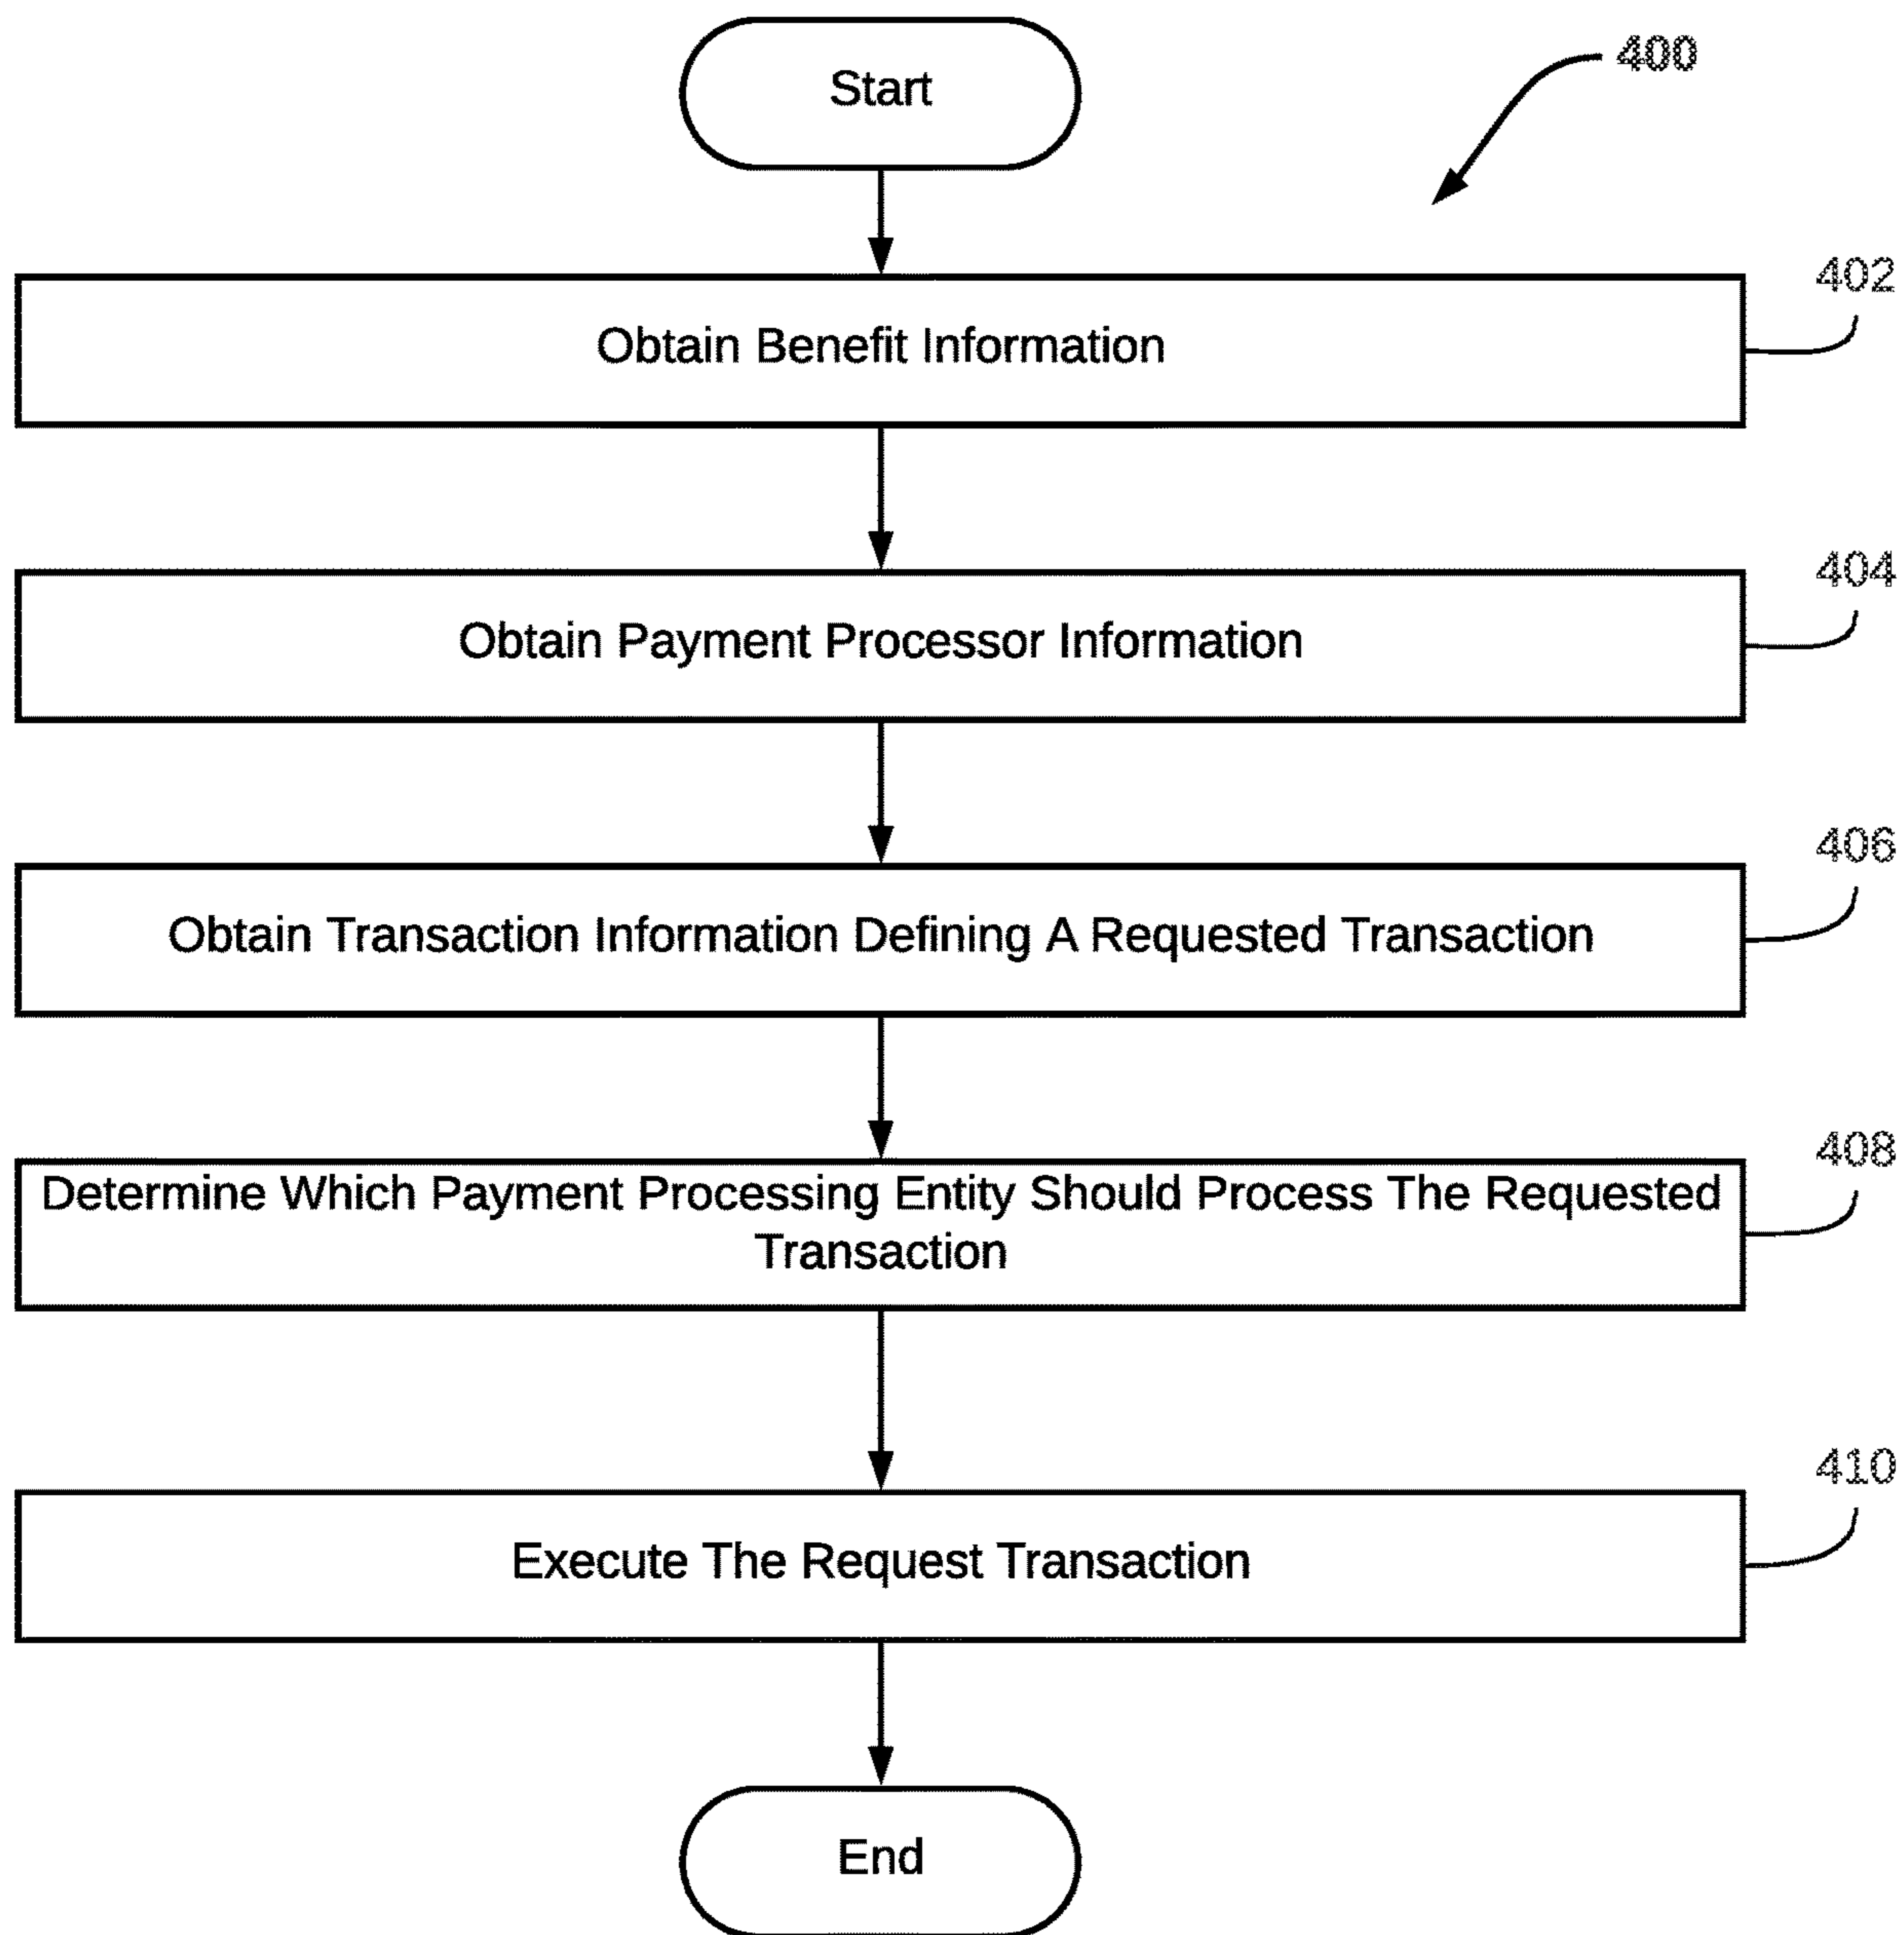 Start
400
402
Obtain Benefit Information
404
Obtain Payment Processor Information
406
Obtain Transaction Information Defining A Requested Transaction
408
Determine Which Payment Processing Entity Should Process The Requested
Transaction
410
Execute The Request Transaction
End